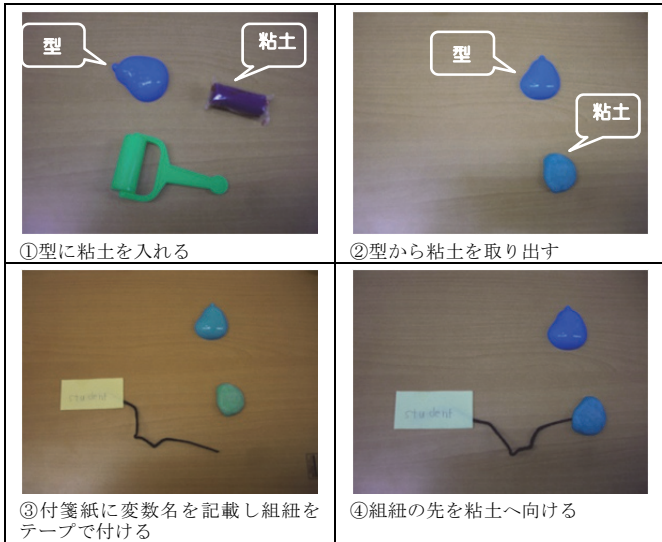 型
粘土
①型に粘土を入れる
型
粘土
②型から粘土を取り出す
student
③付箋紙に変数名を記載し組紐を
テープで付ける
student
④組紐の先を粘土へ向ける